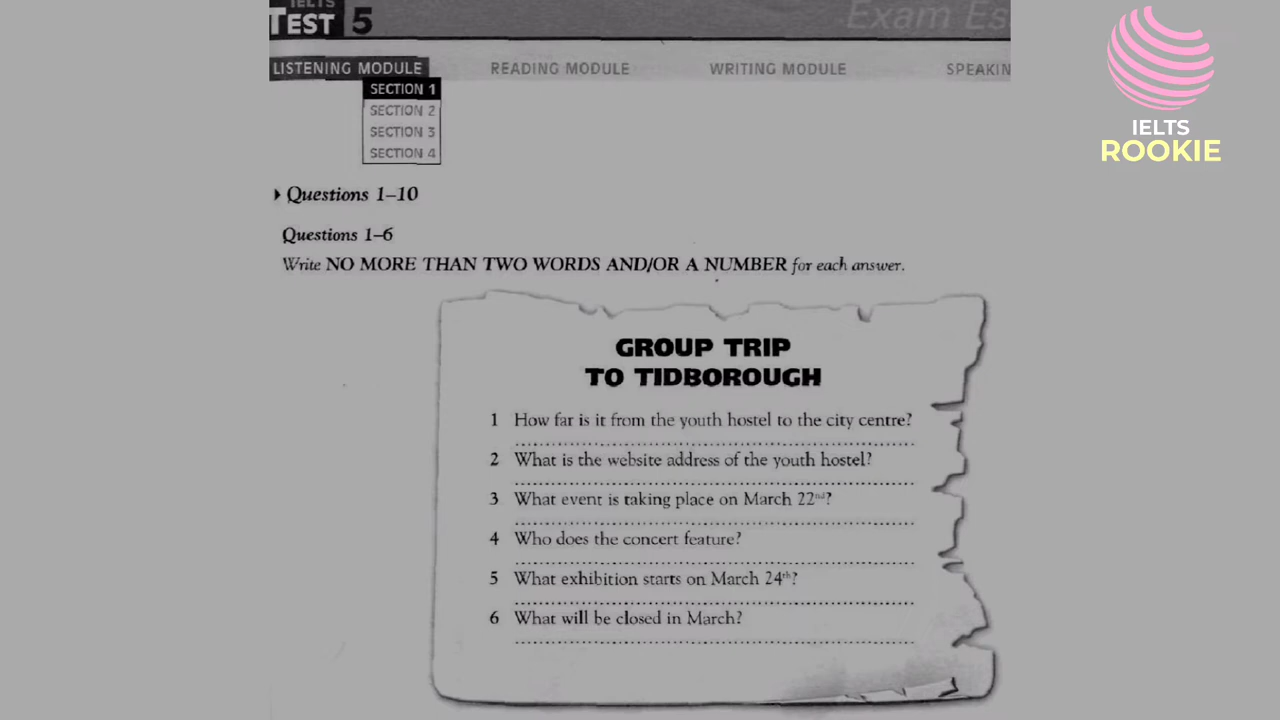 IELTS
TEST 5
Exam Es
LISTENING MODULE
READING MODULE
WRITING MODULE
SPEAKIN
SECTION 1
SECTION 2
SECTION 3
SECTION 4
IELTS
ROOKIE
Questions 1–10
Questions 1–6
Write NO MORE THAN TWO WORDS AND/OR A NUMBER for each answer.
GROUP TRIP
TO TIDBOROUGH
1 How far is it from the youth hostel to the city centre?
2 What is the website address of the youth hostel?
3 What event is taking place on March 22nd?
4 Who does the concert feature?
5 What exhibition starts on March 24th?
6 What will be closed in March?